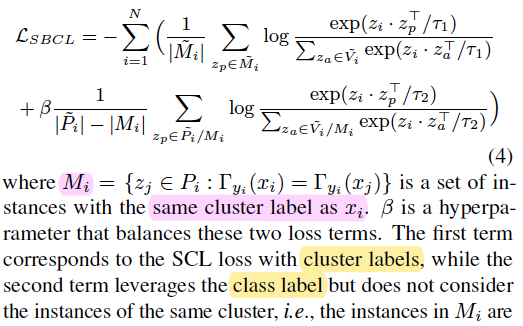 $\mathcal{L}_{SBCL} = -\sum_{i=1}^{N} \Big( \frac{1}{|\tilde{M}_i|} \sum_{z_p \in \tilde{M}_i} \log \frac{\exp(z_i \cdot z_p^\top / \tau_1)}{\sum_{z_a \in \tilde{V}_i} \exp(z_i \cdot z_a^\top / \tau_1)}$
$+ \beta \frac{1}{|\tilde{P}_i| - |M_i|} \sum_{z_p \in \tilde{P}_i / M_i} \log \frac{\exp(z_i \cdot z_p^\top / \tau_2)}{\sum_{z_a \in \tilde{V}_i / M_i} \exp(z_i \cdot z_a^\top / \tau_2)} \Big)$
(4)
where $M_i = \{z_j \in P_i : \Gamma_{y_i}(x_i) = \Gamma_{y_i}(x_j)\}$ is a set of in-
stances with the same cluster label as $x_i$. $\beta$ is a hyperpa-
rameter that balances these two loss terms. The first term
corresponds to the SCL loss with cluster labels, while the
second term leverages the class label but does not consider
the instances of the same cluster, i.e., the instances in $M_i$ are